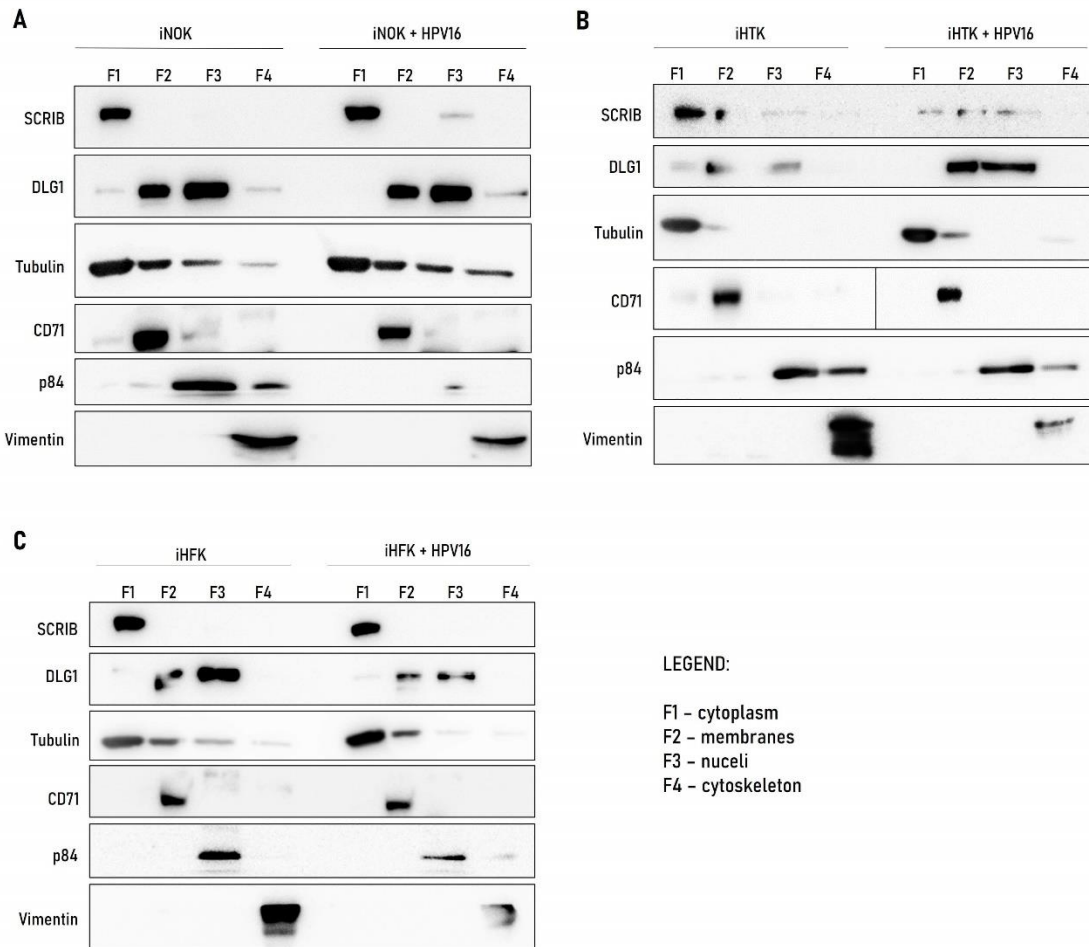 A
iNOK
iNOK + HPV16
F1 F2 F3 F4 F1 F2 F3 F4
SCRIB
DLG1
Tubulin
CD71
p84
Vimentin
B
iHTK
iHTK + HPV16
F1 F2 F3 F4 F1 F2 F3 F4
SCRIB
DLG1
Tubulin
CD71
p84
Vimentin
C
iHFK
iHFK + HPV16
F1 F2 F3 F4 F1 F2 F3 F4
SCRIB
DLG1
Tubulin
CD71
p84
Vimentin
LEGEND:
F1 – cytoplasm
F2 – membranes
F3 – nuceli
F4 – cytoskeleton